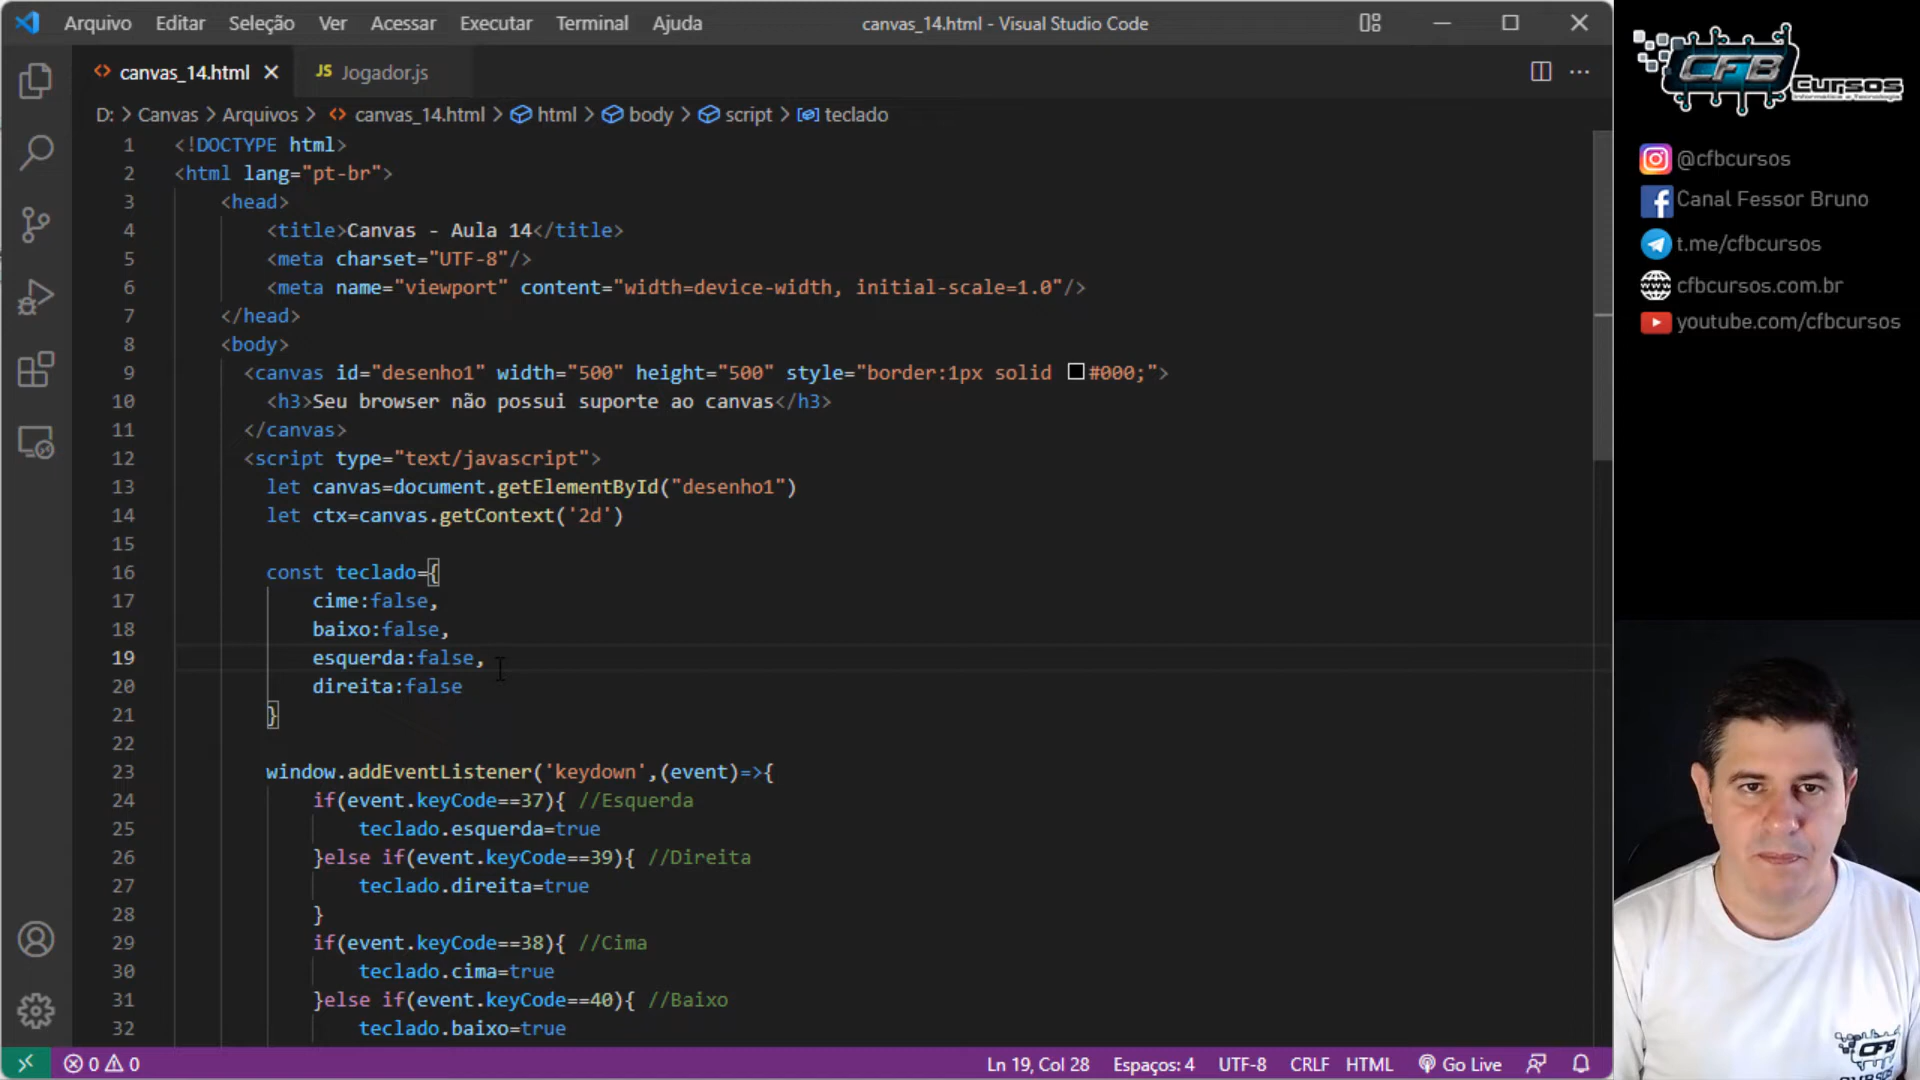 Arquivo Editar Seleção Ver Acessar Executar Terminal Ajuda canvas_14.html - Visual Studio Code
canvas_14.html JS Jogador.js
D: > Canvas > Arquivos > canvas_14.html > html > body > script > teclado
1 <!DOCTYPE html>
2 <html lang="pt-br">
3 <head>
4 <title>Canvas - Aula 14</title>
5 <meta charset="UTF-8"/>
6 <meta name="viewport" content="width=device-width, initial-scale=1.0"/>
7 </head>
8 <body>
9 <canvas id="desenho1" width="500" height="500" style="border:1px solid #000;">
10 <h3>Seu browser não possui suporte ao canvas</h3>
11 </canvas>
12 <script type="text/javascript">
13 let canvas=document.getElementById("desenho1")
14 let ctx=canvas.getContext('2d')
15
16 const teclado={
17 cime:false,
18 baixo:false,
19 esquerda:false,
20 direita:false
21 }
22
23 window.addEventListener('keydown',(event)=>{
24 if(event.keyCode==37){ //Esquerda
25 teclado.esquerda=true
26 }else if(event.keyCode==39){ //Direita
27 teclado.direita=true
28 }
29 if(event.keyCode==38){ //Cima
30 teclado.cima=true
31 }else if(event.keyCode==40){ //Baixo
32 teclado.baixo=true
0 0 Ln 19, Col 28 Espaços: 4 UTF-8 CRLF HTML Go Live
CFB Cursos
@cfbcursos
Canal Fessor Bruno
t.me/cfbcursos
cfbcursos.com.br
youtube.com/cfbcursos
CFB